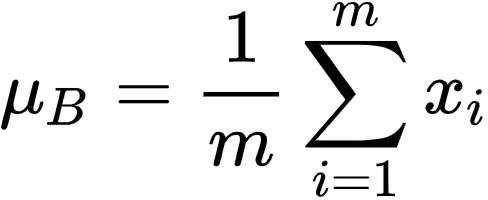 μ_B = \frac{1}{m} \sum_{i=1}^{m} x_i